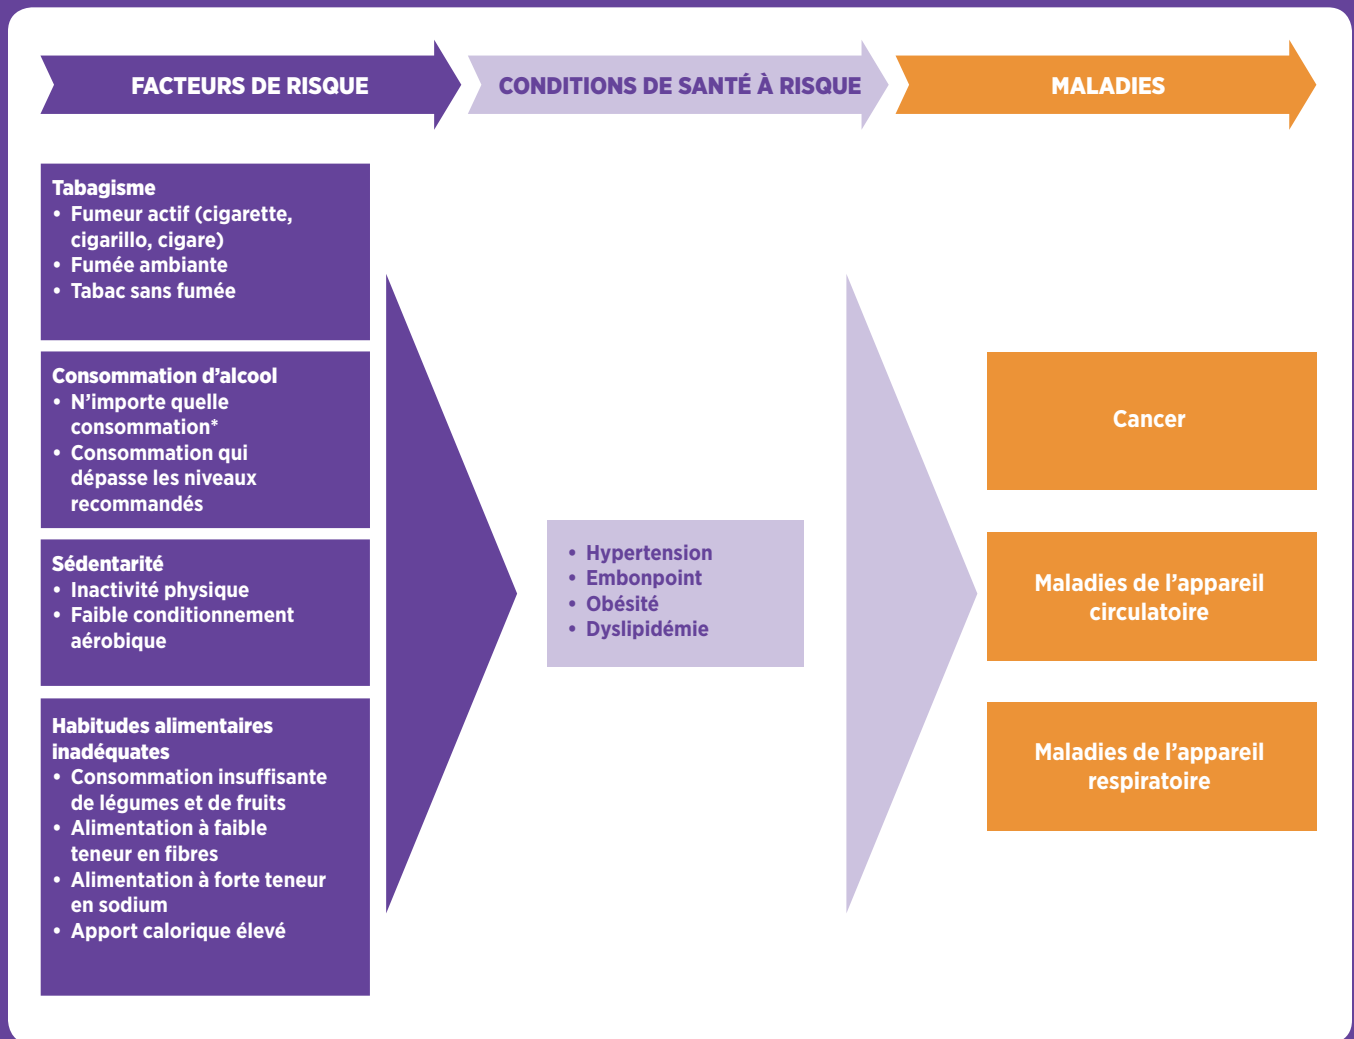 FACTEURS DE RISQUE
CONDITIONS DE SANTÉ À RISQUE
MALADIES
Tabagisme
• Fumeur actif (cigarette,
cigarillo, cigare)
• Fumée ambiante
• Tabac sans fumée
Consommation d’alcool
• N’importe quelle
consommation*
• Consommation qui
dépasse les niveaux
recommandés
Sédentarité
• Inactivité physique
• Faible conditionnement
aérobique
Habitudes alimentaires
inadéquates
• Consommation insuffisante
de légumes et de fruits
• Alimentation à faible
teneur en fibres
• Alimentation à forte teneur
en sodium
• Apport calorique élevé
• Hypertension
• Embonpoint
• Obésité
• Dyslipidémie
Cancer
Maladies de l’appareil
circulatoire
Maladies de l’appareil
respiratoire